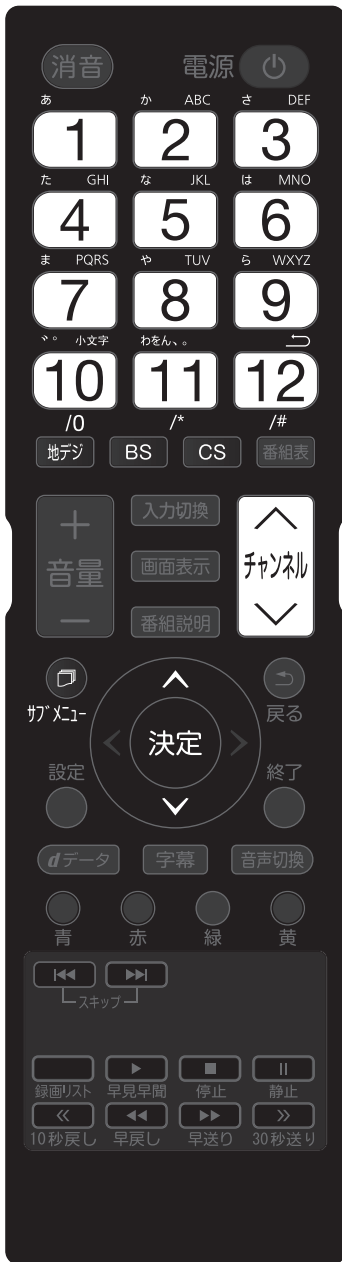 消音 電源
あ か ABC さ DEF
1 2 3
た GHI な JKL は MNO
4 5 6
ま PQRS や TUV ら WXYZ
7 8 9
゛゜ 小文字 わをん、。
10 11 12
/0 /* /#
地デジ BS CS 番組表
+ 入力切換
音量 画面表示 チャンネル
− 番組説明
サブメニュー 決定 戻る
設定 終了
dデータ 字幕 音声切換
青 赤 緑 黄
スキップ
録画リスト 早見早聞 停止 静止
10秒戻し 早戻し 早送り 30秒送り